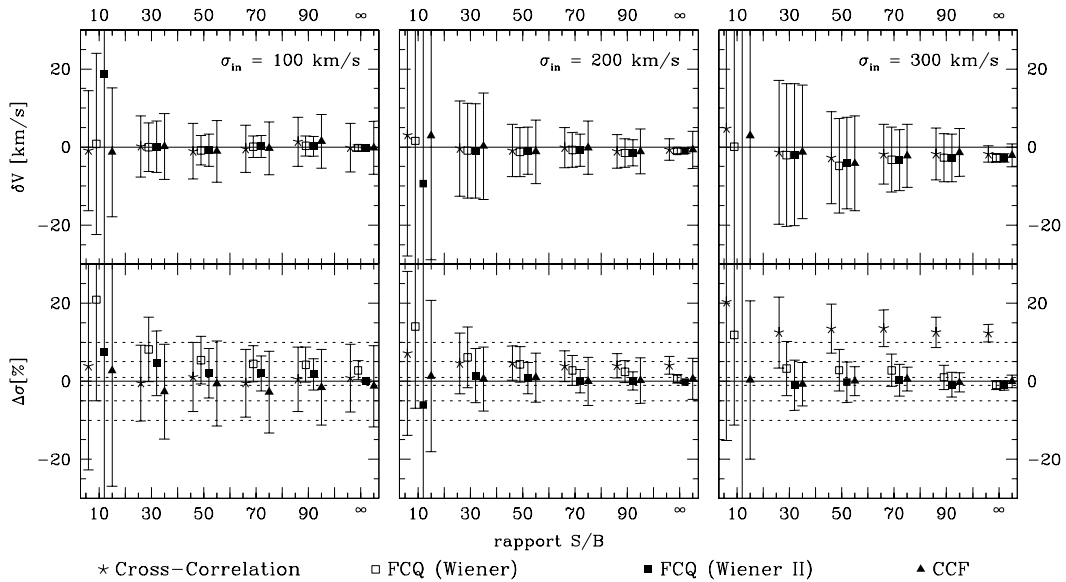 10 30 50 70 90 ∞ 10 30 50 70 90 ∞ 10 30 50 70 90 ∞
σin = 100 km/s σin = 200 km/s σin = 300 km/s
20 20
δV [km/s]
0 0
−20 −20
20 20
Δσ[%]
0 0
−20 −20
10 30 50 70 90 ∞ 10 30 50 70 90 ∞ 10 30 50 70 90 ∞
rapport S/B
Cross−Correlation FCQ (Wiener) FCQ (Wiener II) CCF